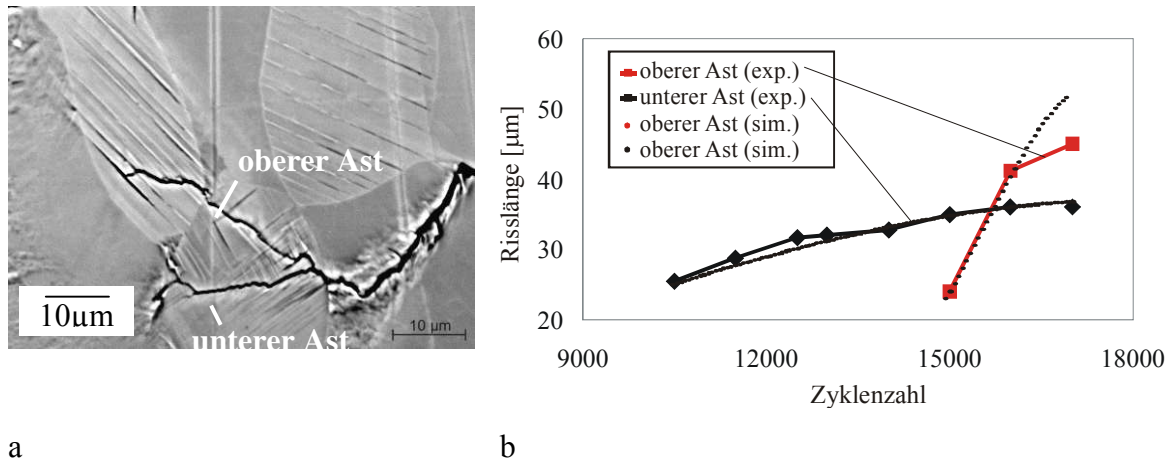 oberer Ast
10µm
unterer Ast
10 µm
60
50
40
30
20
Risslänge [µm]
oberer Ast (exp.)
unterer Ast (exp.)
oberer Ast (sim.)
oberer Ast (sim.)
9000 12000 15000 18000
Zyklenzahl
a b